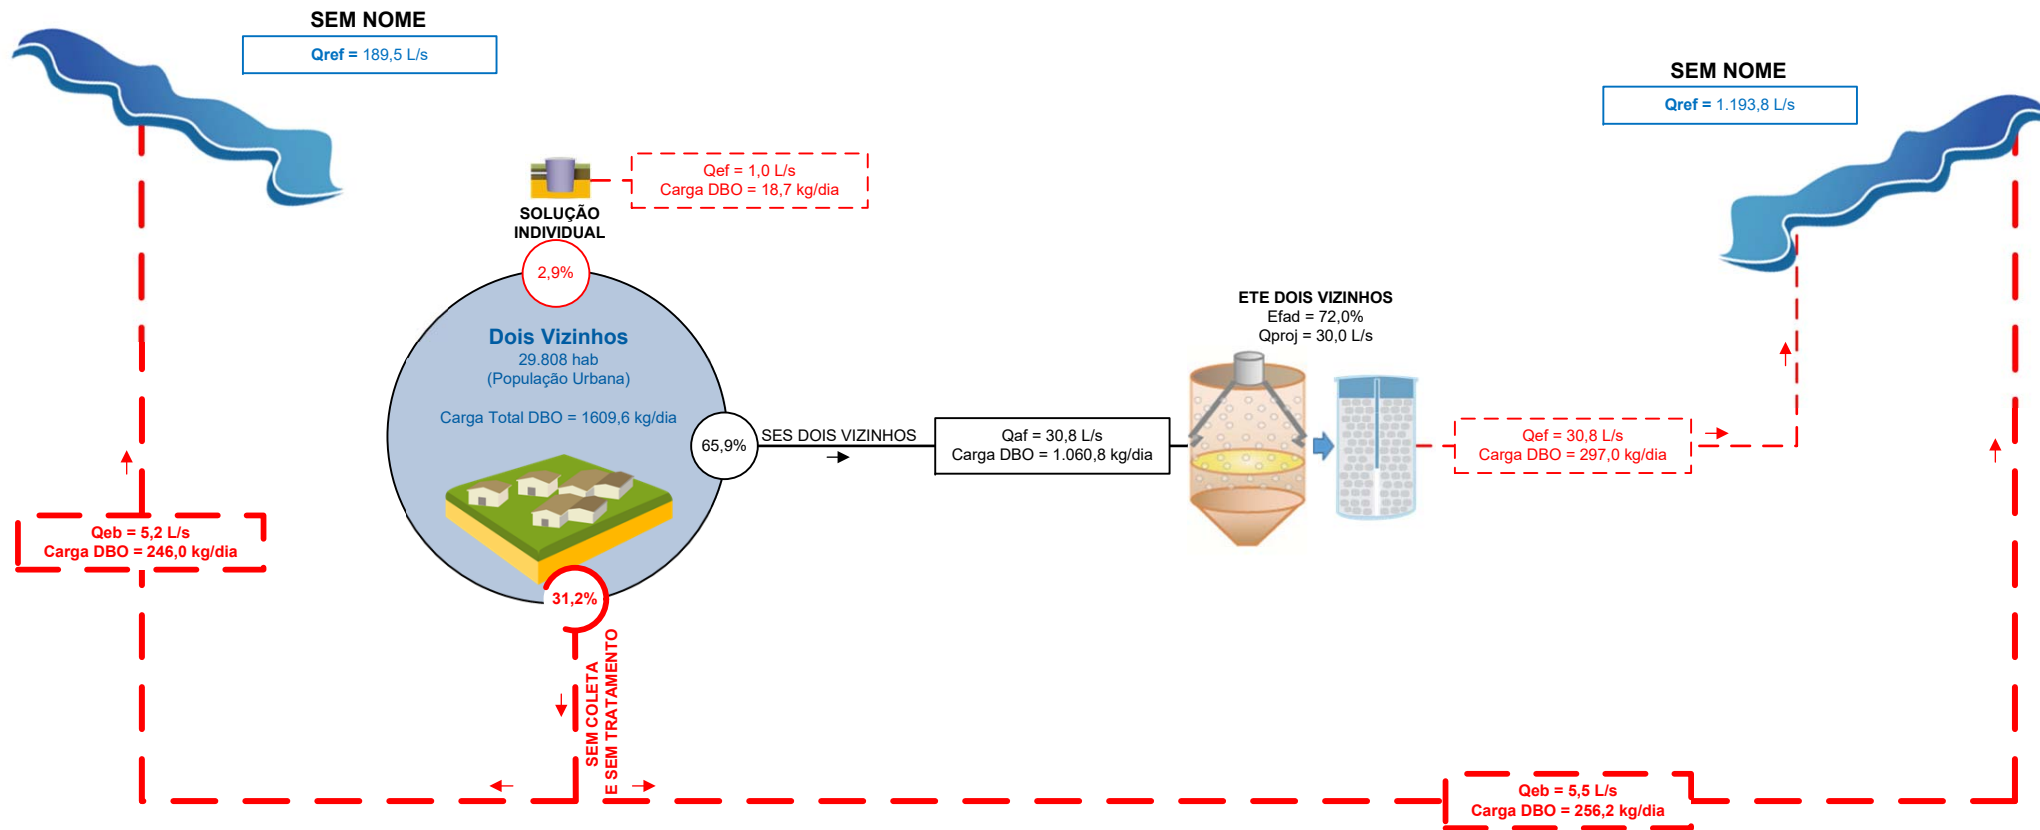 SEM NOME
Qref = 189,5 L/s
SEM NOME
Qref = 1.193,8 L/s
Qef = 1,0 L/s
Carga DBO = 18,7 kg/dia
SOLUÇÃO
INDIVIDUAL
2,9%
Dois Vizinhos
29.808 hab
(População Urbana)
Carga Total DBO = 1609,6 kg/dia
65,9%
SES DOIS VIZINHOS
Qaf = 30,8 L/s
Carga DBO = 1.060,8 kg/dia
ETE DOIS VIZINHOS
Efad = 72,0%
Qproj = 30,0 L/s
Qef = 30,8 L/s
Carga DBO = 297,0 kg/dia
Qeb = 5,2 L/s
Carga DBO = 246,0 kg/dia
31,2%
SEM COLETA
E SEM TRATAMENTO
Qeb = 5,5 L/s
Carga DBO = 256,2 kg/dia